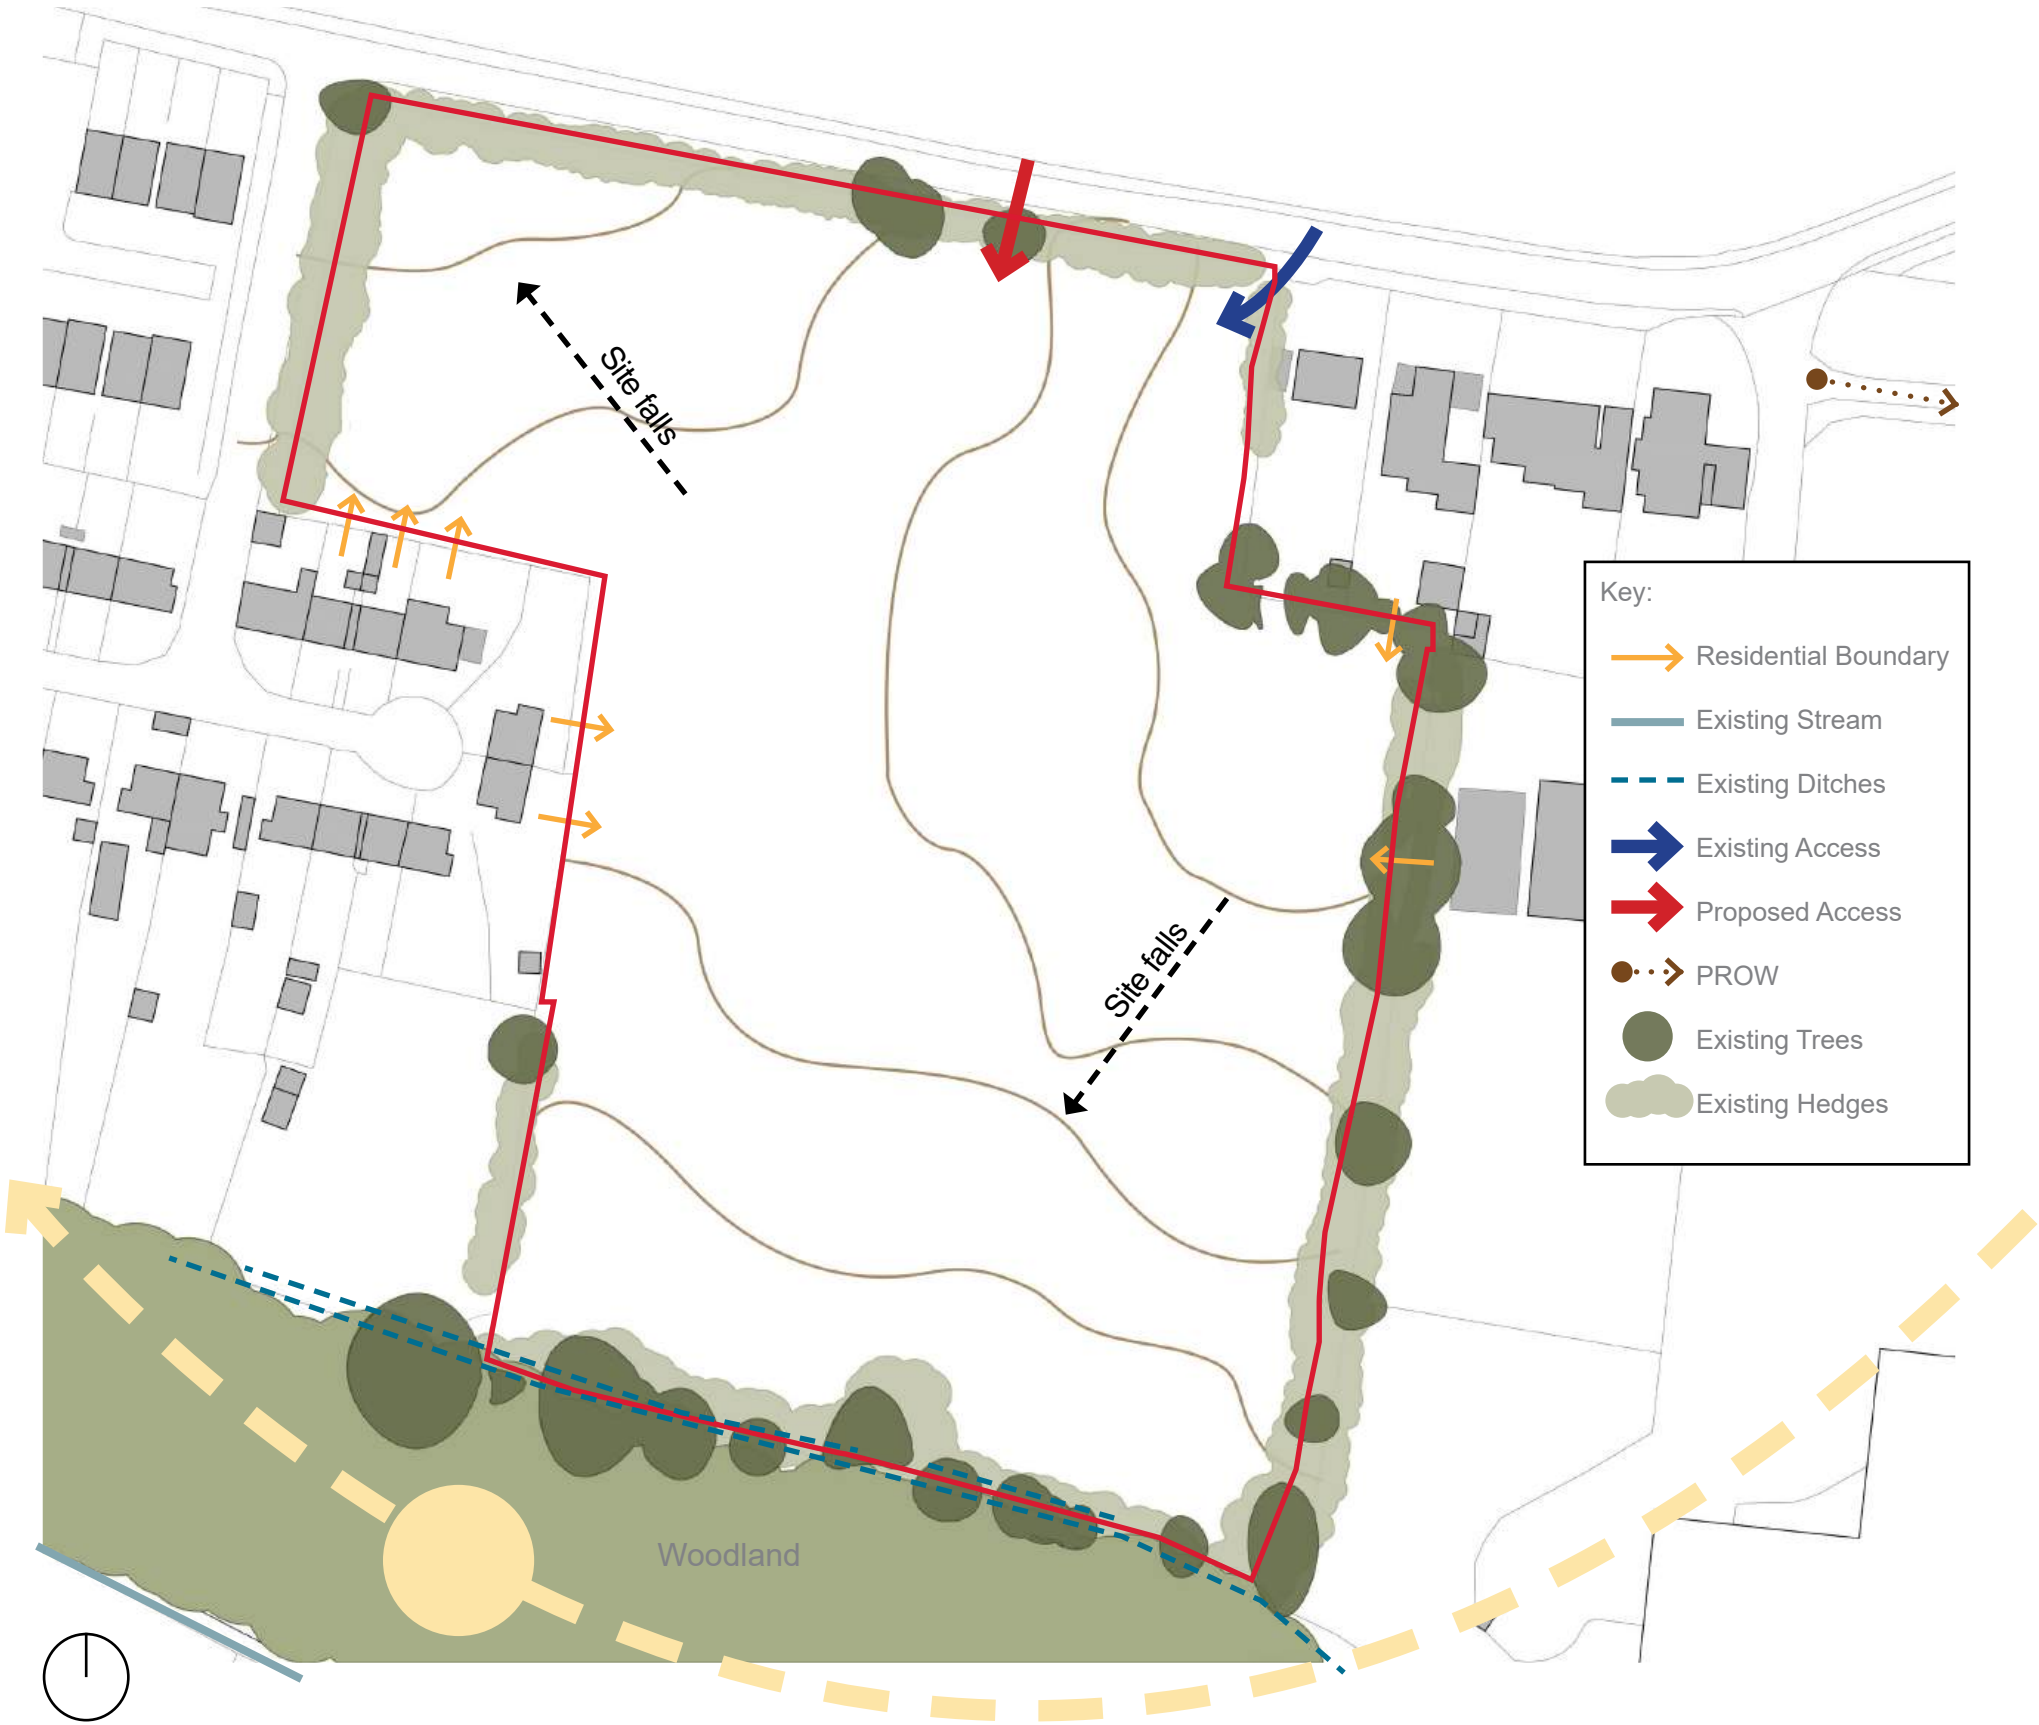 Site falls
Key:
Residential Boundary
Existing Stream
Existing Ditches
Existing Access
Proposed Access
PROW
Existing Trees
Existing Hedges
Site falls
Woodland